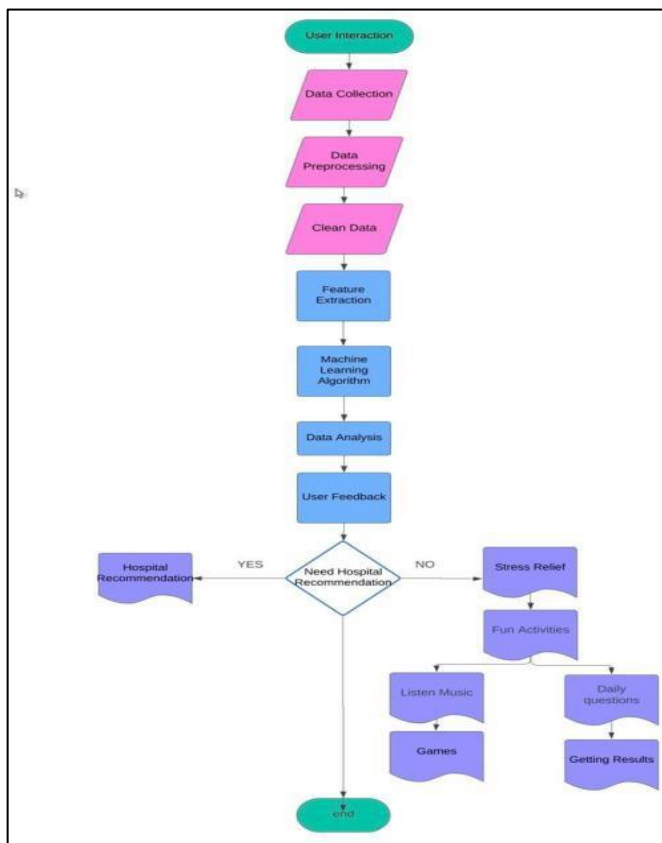 User Interaction
Data Collection
Data
Preprocessing
Clean Data
Feature
Extraction
Machine
Learning
Algorithm
Data Analysis
User Feedback
Need Hospital
Recommendation
YES
Hospital
Recommendation
NO
Stress Relief
Fun Activities
Listen Music
Games
Daily
questions
Getting Results
end